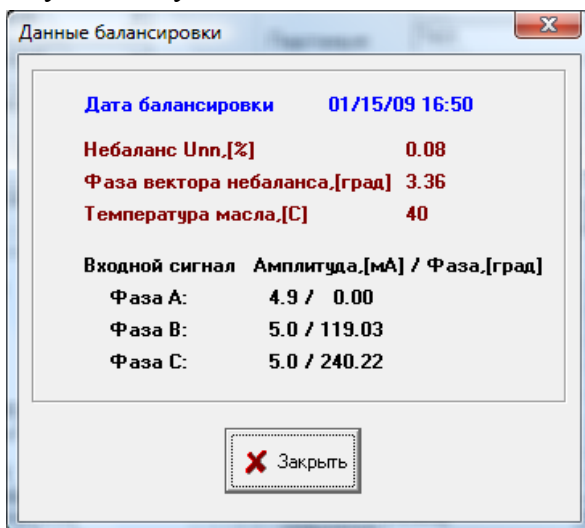 Данные балансировки
Дата балансировки 01/15/09 16:50
Небаланс Unn,[%] 0.08
Фаза вектора небаланса,[град] 3.36
Температура масла,[C] 40
Входной сигнал Амплитуда,[мА] / Фаза,[град]
Фаза A: 4.9 / 0.00
Фаза B: 5.0 / 119.03
Фаза C: 5.0 / 240.22
Закрыть